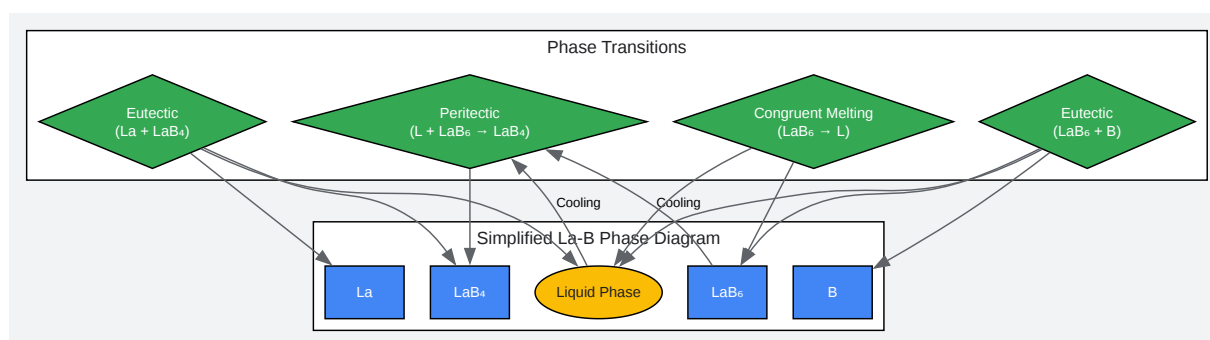 Phase Transitions
Eutectic
(La + LaB₄)
Peritectic
(L + LaB₆ → LaB₄)
Congruent Melting
(LaB₆ → L)
Eutectic
(LaB₆ + B)
Cooling
Cooling
Simplified La-B Phase Diagram
La
LaB₄
Liquid Phase
LaB₆
B